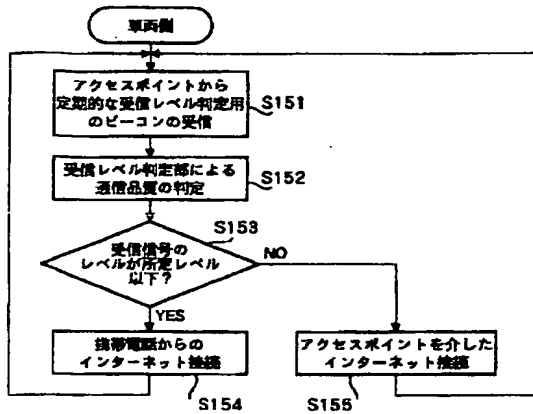 車両側
アクセスポイントから
定期的な受信レベル判定用
のビーコンの受信
S151
受信レベル判定部による
通信品質の判定
S152
S153
受信信号の
レベルが所定レベル
以下?
NO
YES
携帯電話からの
インターネット接続
S154
アクセスポイントを介した
インターネット接続
S155